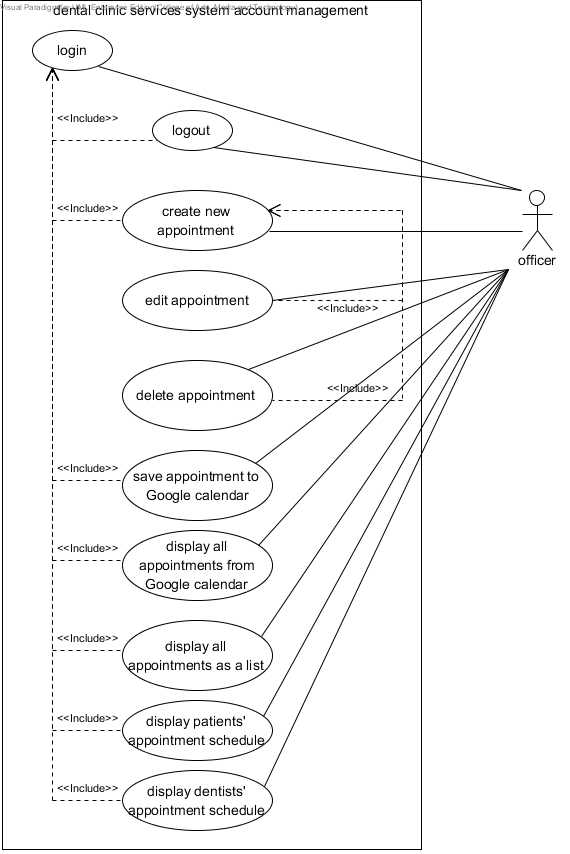 dental clinic services system account management
login
<<Include>>
logout
<<Include>>
create new
appointment
officer
edit appointment
<<Include>>
delete appointment
<<Include>>
<<Include>>
save appointment to
Google calendar
<<Include>>
display all
appointments from
Google calendar
<<Include>>
display all
appointments as a list
<<Include>>
display patients'
appointment schedule
<<Include>>
display dentists'
appointment schedule